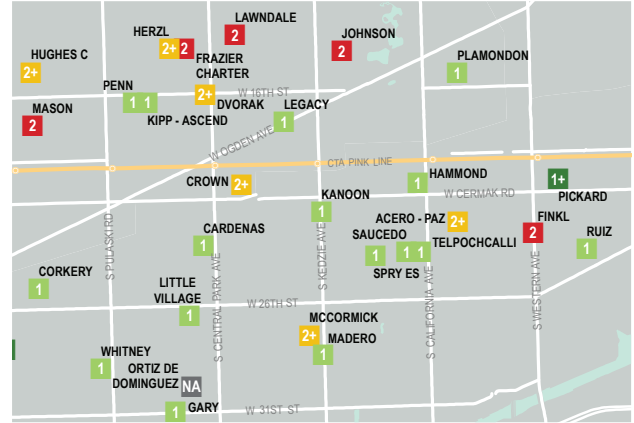 LAWNDALE
2
HERZL
2+ 2
JOHNSON
2
HUGHES C
2+
FRAZIER
CHARTER
2+
PLAMONDON
1
PENN
1 1
W 16TH ST
DVORAK
LEGACY
1
MASON
2
KIPP - ASCEND
W OGDEN AVE
CTA PINK LINE
HAMMOND
1
CROWN 2+
1+
W CERMAK RD
PICKARD
KANOON
1
S PULASKI RD
CARDENAS
1
ACERO - PAZ 2+
FINKL
2
SAUCEDO
1
1 1
TELPOCHCALLI
RUIZ
1
SPRY ES
S CENTRAL PARK AVE
S KEDZIE AVE
S CALIFORNIA AVE
S WESTERN AVE
CORKERY
1
LITTLE
VILLAGE
1
W 26TH ST
MCCORMICK
2+
MADERO
1
WHITNEY
1
ORTIZ DE
DOMINGUEZ NA
1 GARY
W 31ST ST